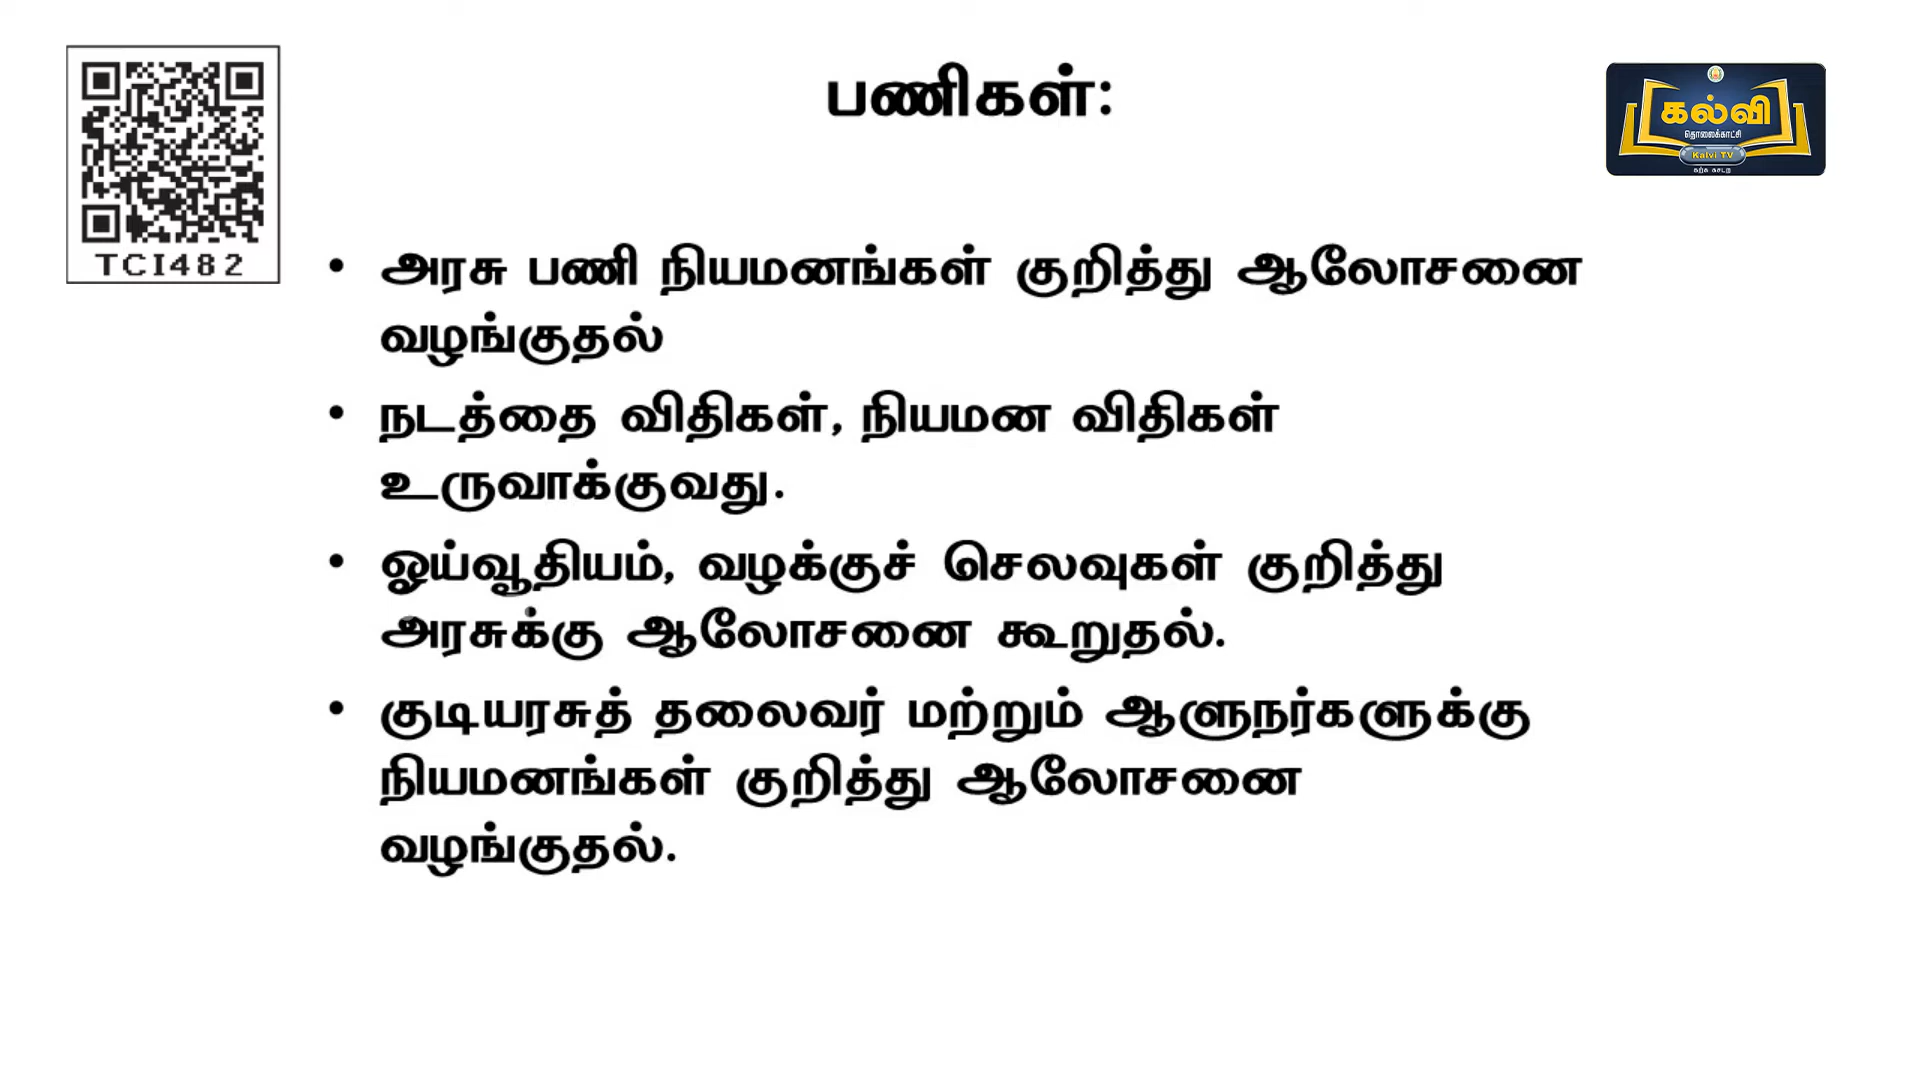 பணிகள்:
கல்வி
தொலைக்காட்சி
Kalvi TV
கற்க கசடற
TCI482
• அரசு பணி நியமனங்கள் குறித்து ஆலோசனை
வழங்குதல்
• நடத்தை விதிகள், நியமன விதிகள்
உருவாக்குவது.
• ஓய்வூதியம், வழக்குச் செலவுகள் குறித்து
அரசுக்கு ஆலோசனை கூறுதல்.
• குடியரசுத் தலைவர் மற்றும் ஆளுநர்களுக்கு
நியமனங்கள் குறித்து ஆலோசனை
வழங்குதல்.